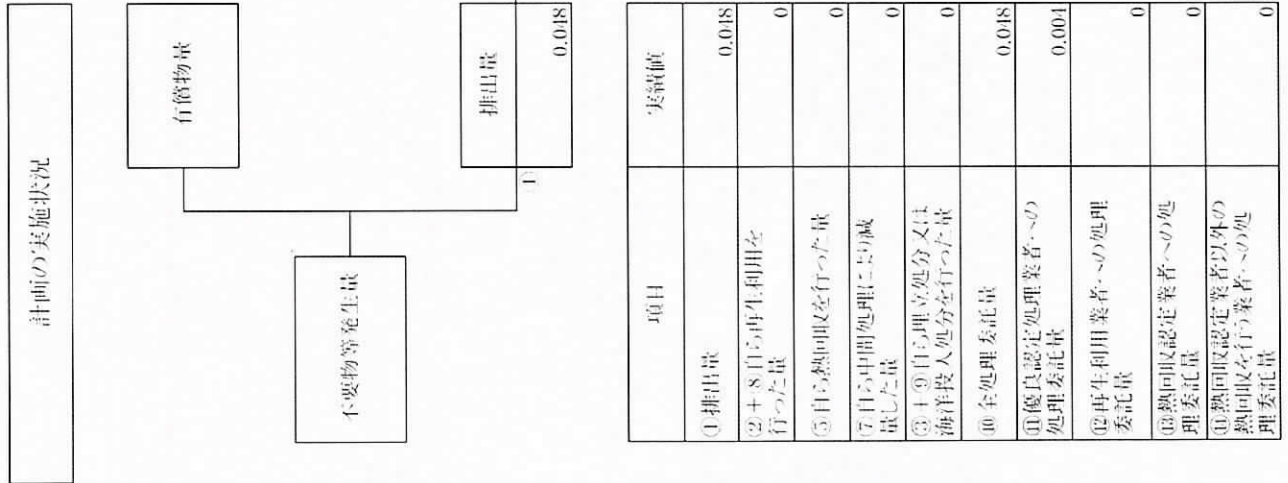 計画の実施状況
有償物量
不要物等発生量
排出量
①
0.048
項目
実績値
①排出量
0.048
②+⑧自ら再生利用を
行った量
0
⑤自ら熱回収を行った量
0
⑦自ら中間処理により減
量した量
0
③+⑨自ら埋立処分又は
海洋投入処分を行った量
0
⑩全処理委託量
0.048
⑪優良認定処理業者への
処理委託量
0.004
⑫再生利用業者への処理
委託量
0
⑬熱回収認定業者への処
理委託量
0
⑭熱回収認定業者以外の
熱回収を行う業者への処
理委託量
0